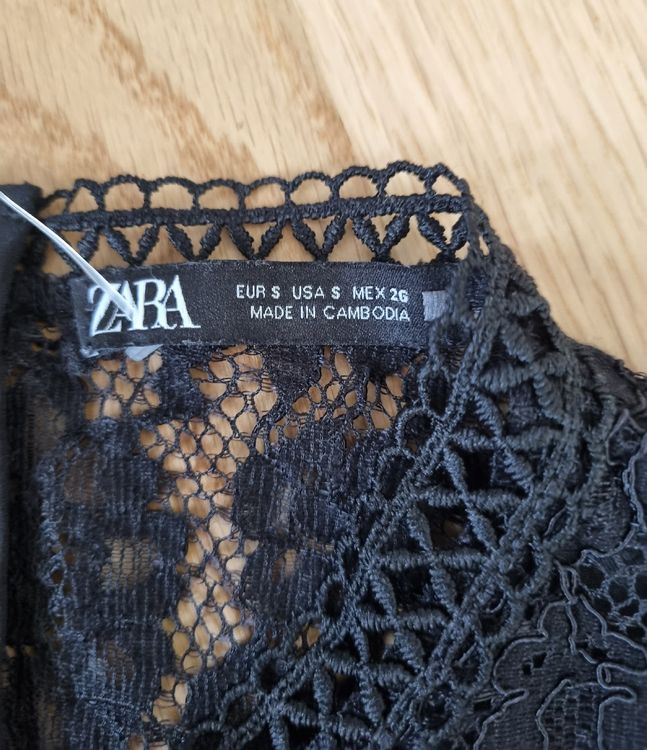 ZARA
EUR S USA S MEX 26
MADE IN CAMBODIA